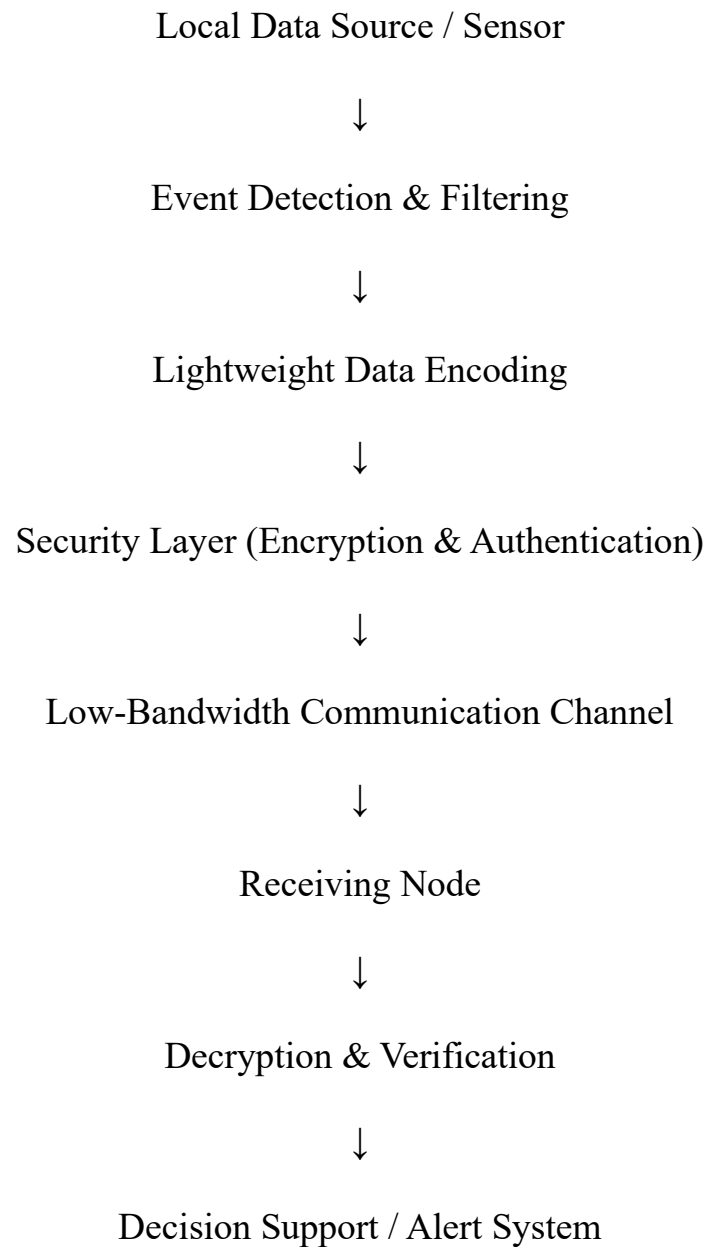 Local Data Source / Sensor
↓
Event Detection & Filtering
↓
Lightweight Data Encoding
↓
Security Layer (Encryption & Authentication)
↓
Low-Bandwidth Communication Channel
↓
Receiving Node
↓
Decryption & Verification
↓
Decision Support / Alert System